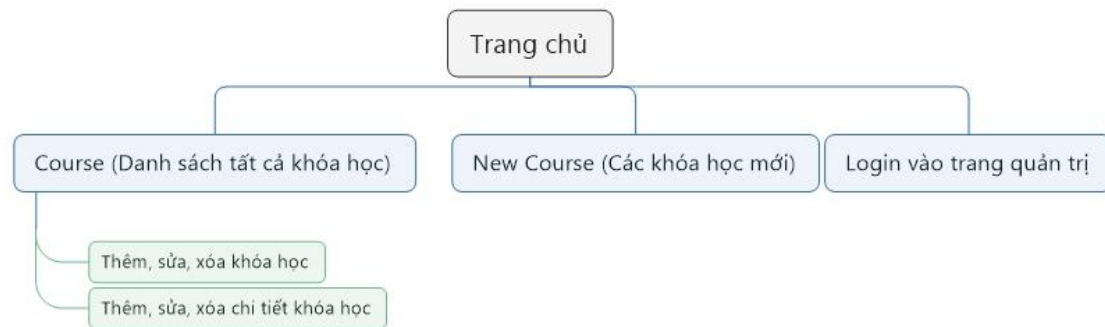 Trang chủ
Course (Danh sách tất cả khóa học)
New Course (Các khóa học mới)
Login vào trang quản trị
Thêm, sửa, xóa khóa học
Thêm, sửa, xóa chi tiết khóa học